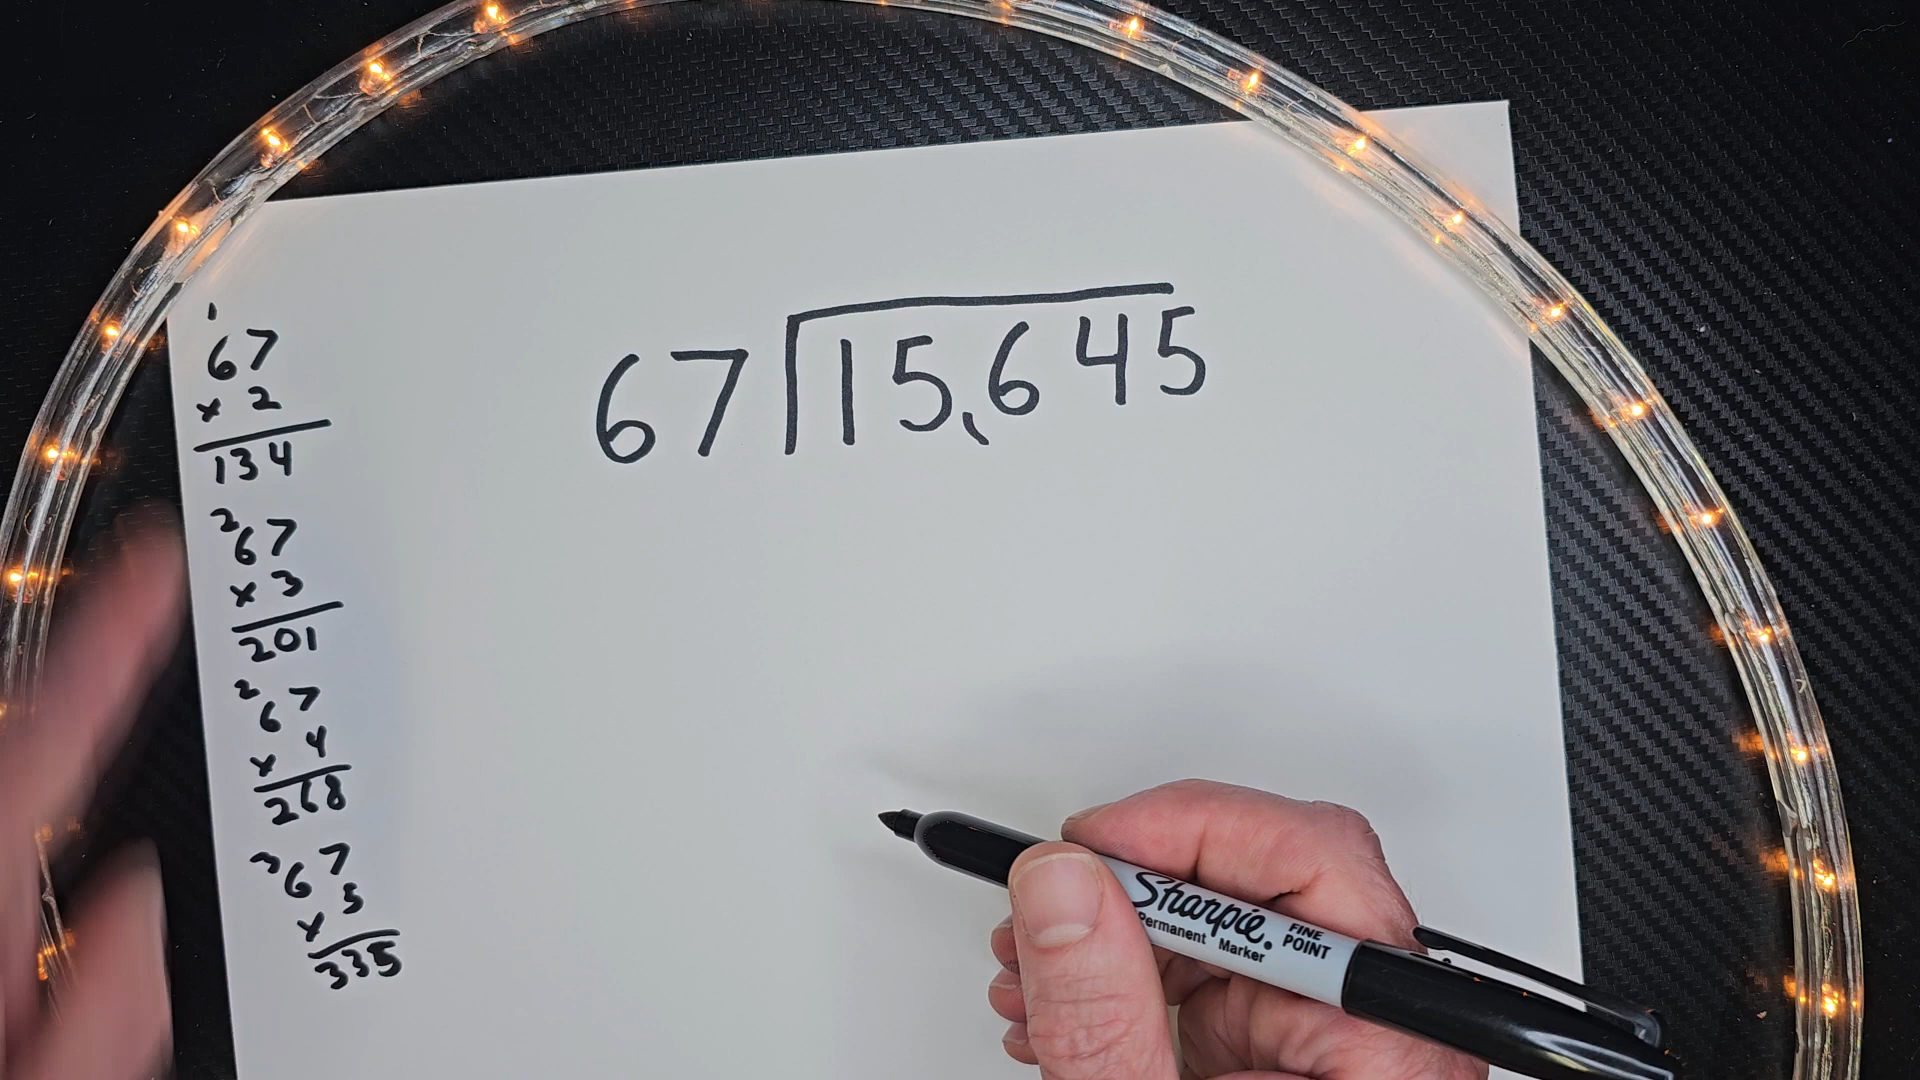 1
67
x 2
134
2
67
x 3
201
2
67
x 4
268
3
67
x 5
335
67 15,645
Sharpie.
Permanent Marker
FINE
POINT